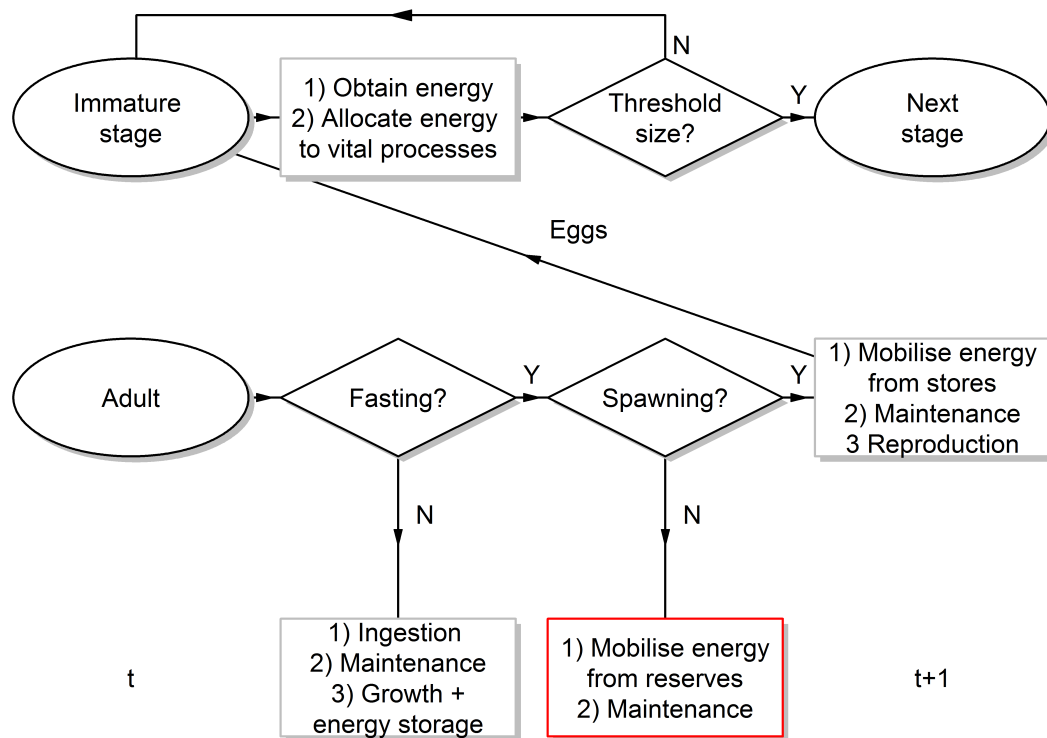 N
Immature
stage
1) Obtain energy
2) Allocate energy
to vital processes
Threshold
size?
Y
Next
stage
Eggs
Adult
Fasting?
Y
Spawning?
Y
1) Mobilise energy
from stores
2) Maintenance
3 Reproduction
N
N
t
1) Ingestion
2) Maintenance
3) Growth +
energy storage
1) Mobilise energy
from reserves
2) Maintenance
t+1